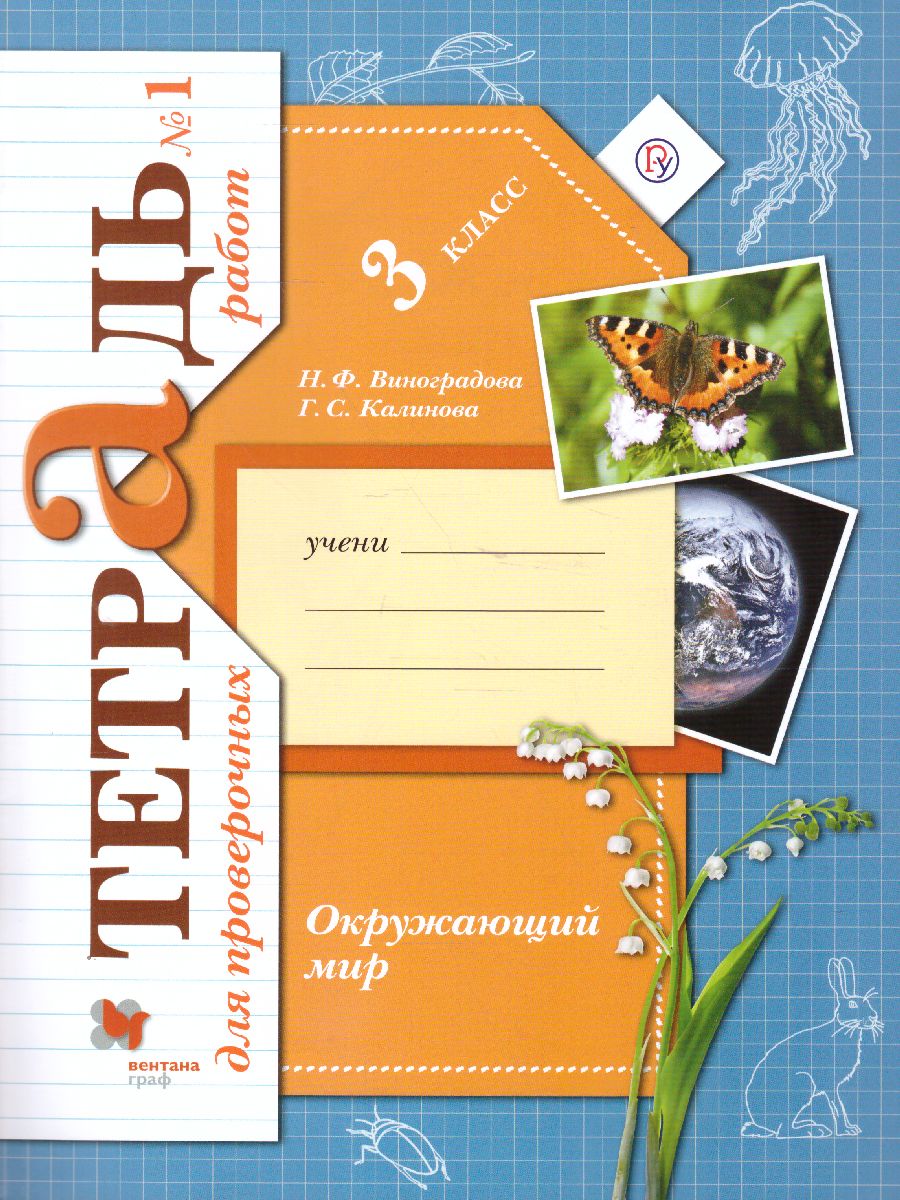 ТЕТРАДЬ № 1
для проверочных работ
Р.У
3 КЛАСС
Н. Ф. Виноградова
Г. С. Калинова
учени
Окружающий
мир
вентана
граф